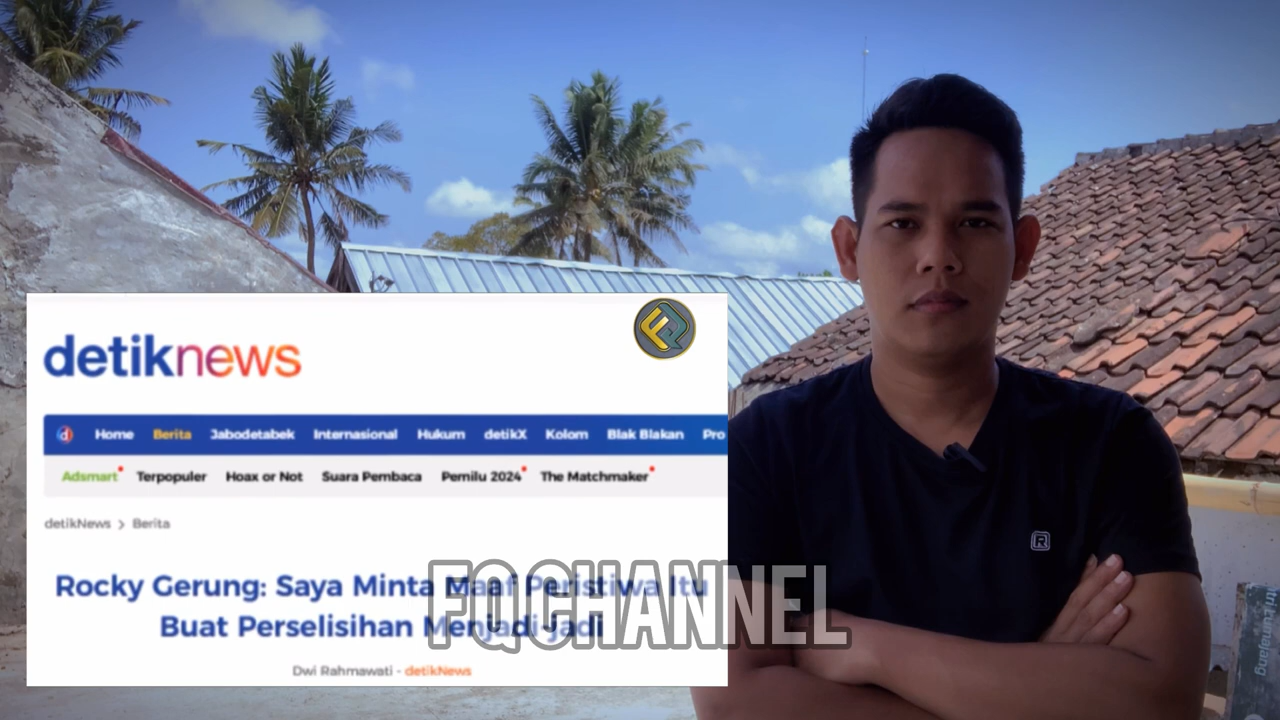 detiknews
Home Berita Jabodetabek Internasional Hukum detikX Kolom Blak Blakan Pro
Adsmart Terpopuler Hoax or Not Suara Pembaca Pemilu 2024 The Matchmaker
detikNews > Berita
Rocky Gerung: Saya Minta Maaf Peristiwa Itu
Buat Perselisihan Menjadi-jadi
Dwi Rahmawati - detikNews
FQ CHANNEL
R